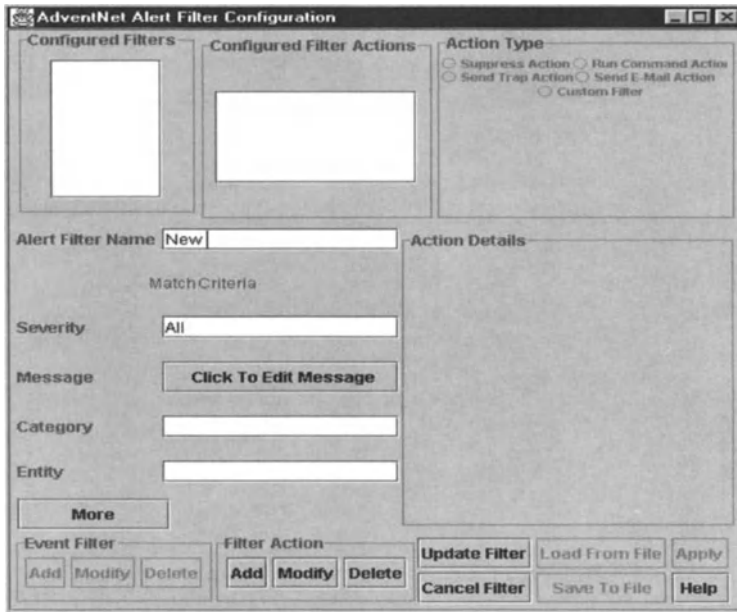 AdventNet Alert Filter Configuration
Configured Filters
Configured Filter Actions
Action Type
Suppress Action Run Command Action
Send Trap Action Send E-Mail Action
Custom Filter
Alert Filter Name New
Action Details
Match Criteria
Severity All
Message Click To Edit Message
Category
Entity
More
Event Filter
Add Modify Delete
Filter Action
Add Modify Delete
Update Filter Load From File Apply
Cancel Filter Save To File Help